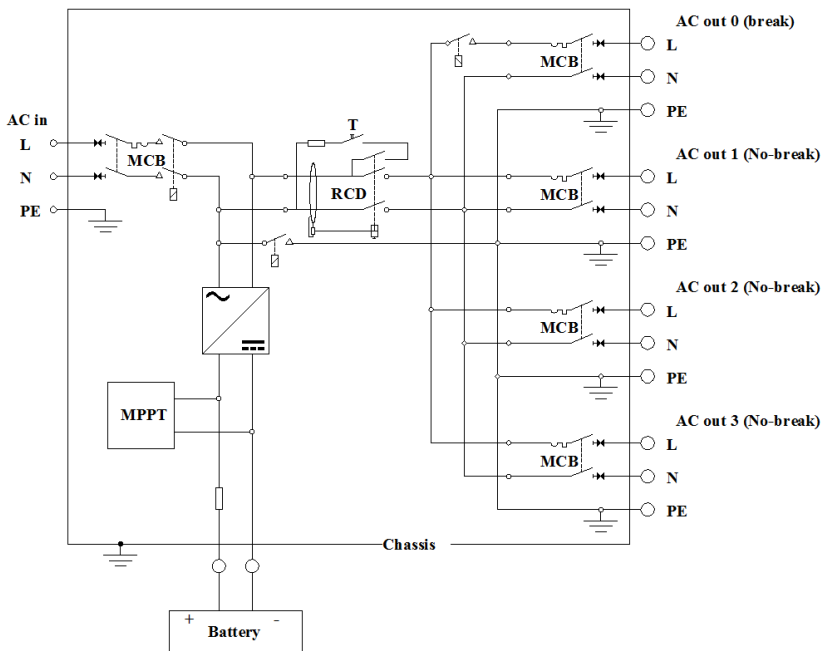 AC out 0 (break)
L
MCB
N
PE
AC in
L
MCB
N
PE
T
RCD
AC out 1 (No-break)
L
MCB
N
PE
AC out 2 (No-break)
L
MCB
N
PE
MPPT
AC out 3 (No-break)
L
MCB
N
PE
Chassis
+ -
Battery